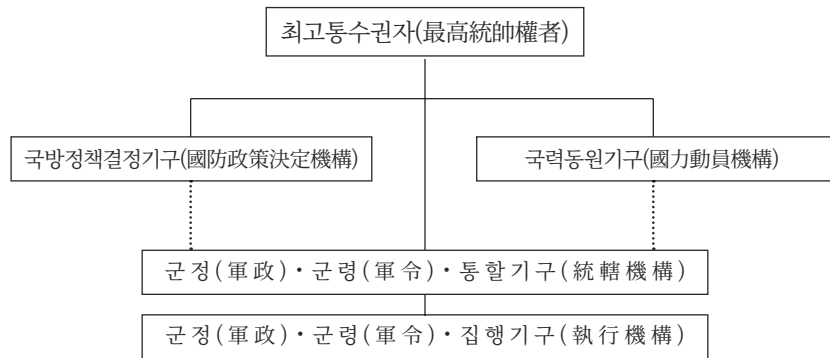 최고통수권자(最高統帥權者)
국방정책결정기구(國防政策決定機構)
국력동원기구(國力動員機構)
군정(軍政)・군령(軍令)・통할기구(統轄機構)
군정(軍政)・군령(軍令)・집행기구(執行機構)